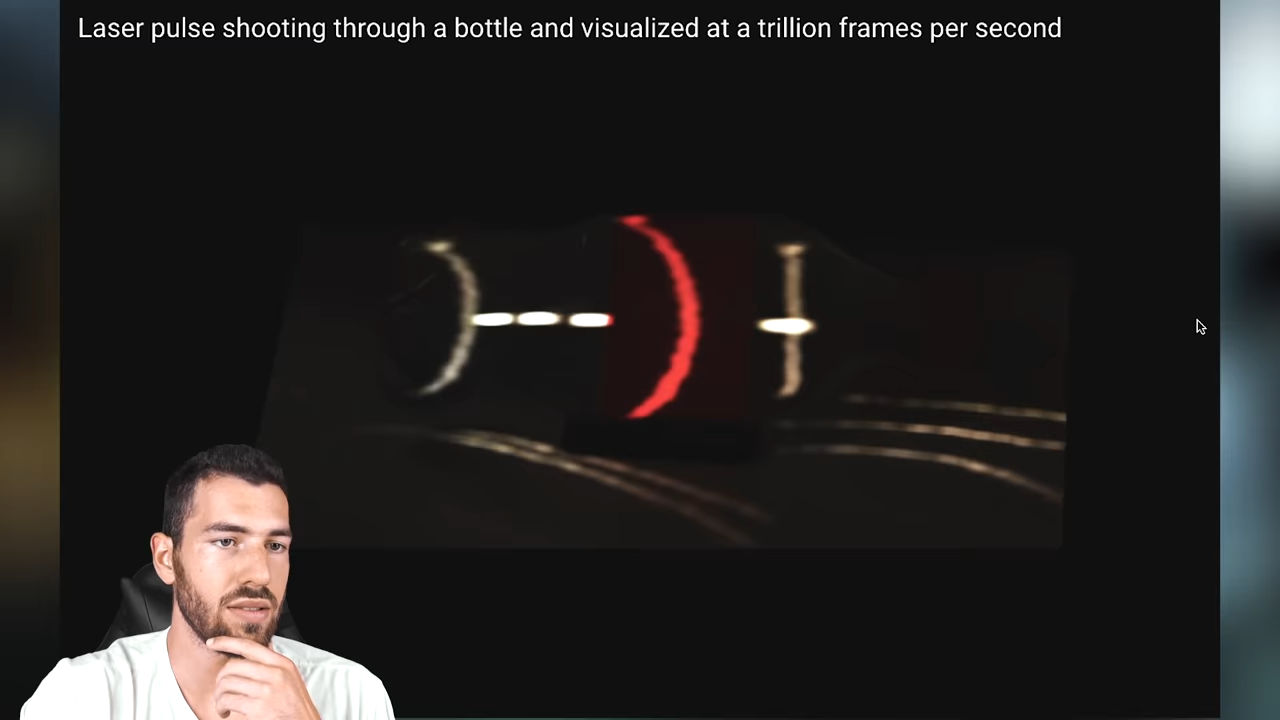 Laser pulse shooting through a bottle and visualized at a trillion frames per second